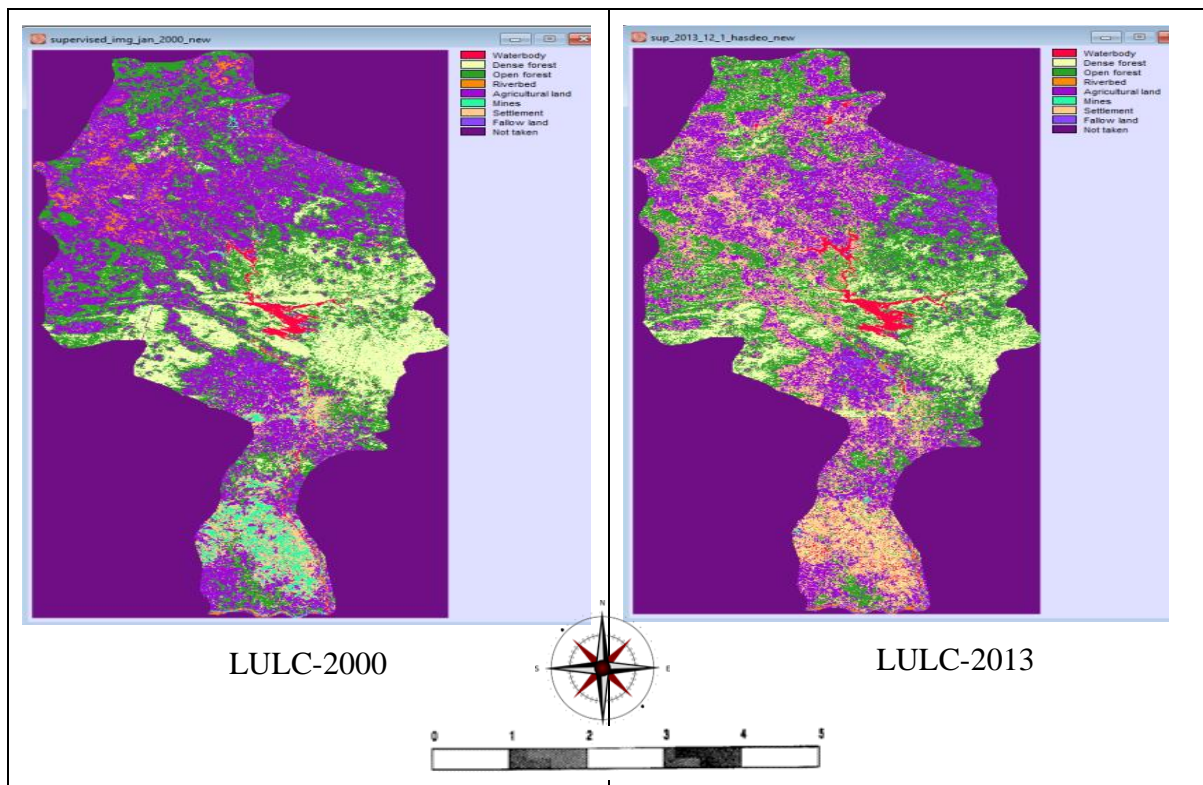 supervised_img_jan_2000_new
Waterbody
Dense forest
Open forest
Riverbed
Agricultural land
Mines
Settlement
Fallow land
Not taken
sup_2013_12_1_hasdeo_new
Waterbody
Dense forest
Open forest
Riverbed
Agricultural land
Mines
Settlement
Fallow land
Not taken
LULC-2000
LULC-2013
N
S
E
S
0 1 2 3 4 5